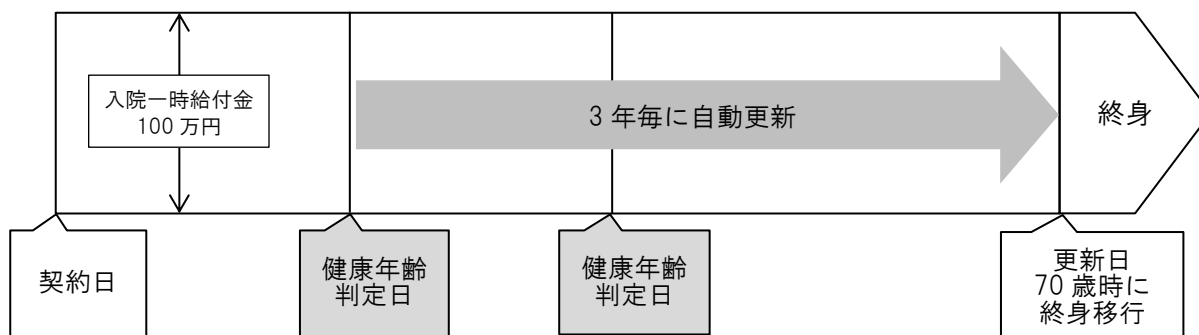 入院一時給付金
100 万円
3 年毎に自動更新
終身
契約日
健康年齢
判定日
健康年齢
判定日
更新日
70 歳時に
終身移行